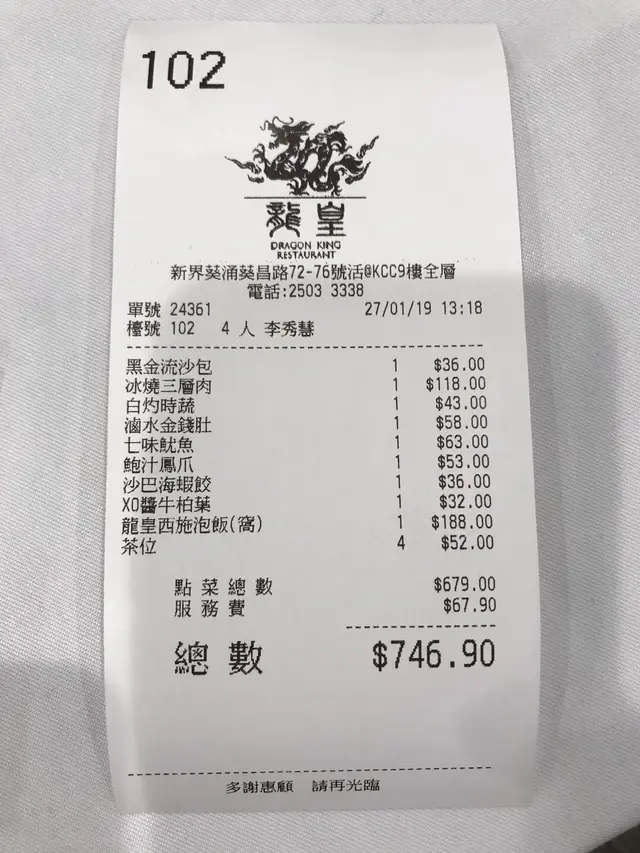 102
龍皇
DRAGON KING
RESTAURANT
新界葵涌葵昌路72-76號活@KCC9樓全層
電話:2503 3338
單號 24361 27/01/19 13:18
檯號 102 4 人 李秀慧
黑金流沙包 1 $36.00
冰燒三層肉 1 $118.00
白灼時蔬 1 $43.00
滷水金錢肚 1 $58.00
七味魷魚 1 $63.00
鮑汁鳳爪 1 $53.00
沙巴海蝦餃 1 $36.00
XO醬牛柏葉 1 $32.00
龍皇西施泡飯(窩) 1 $188.00
茶位 4 $52.00
點菜總數 $679.00
服務費 $67.90
總數 $746.90
多謝惠顧 請再光臨